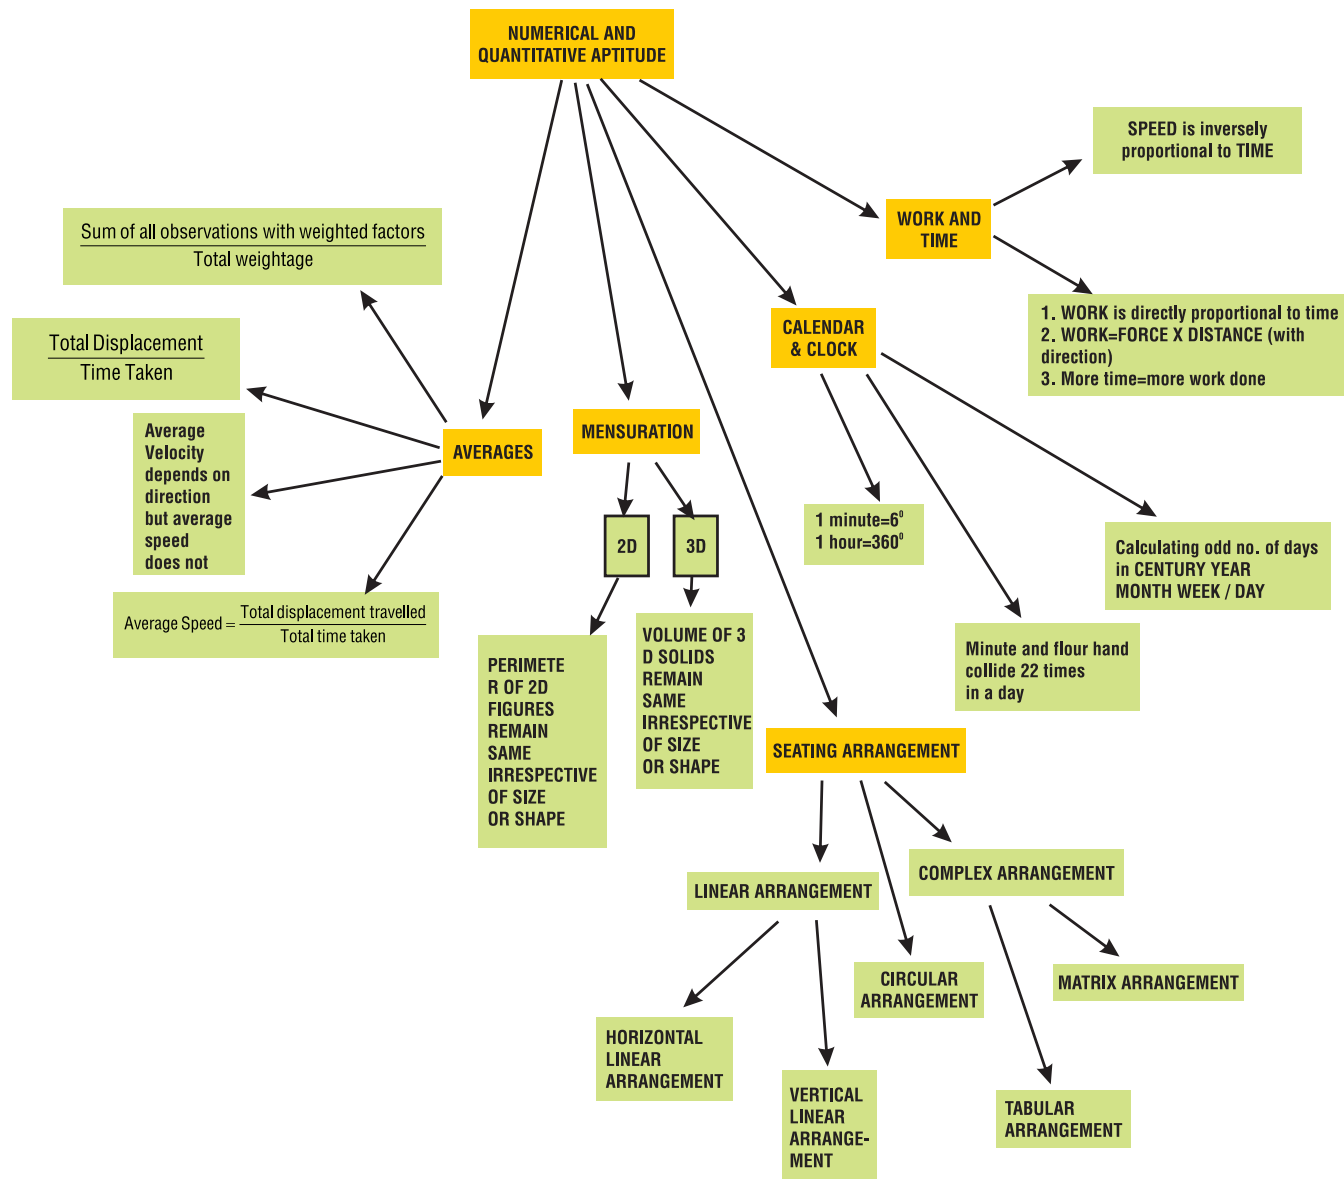 NUMERICAL AND
QUANTITATIVE APTITUDE
SPEED is inversely
proportional to TIME
WORK AND
TIME
1. WORK is directly proportional to time
2. WORK=FORCE X DISTANCE (with
direction)
3. More time=more work done
Sum of all observations with weighted factors
Total weightage
Total Displacement
Time Taken
Average
Velocity
depends on
direction
but average
speed
does not
Average Speed = Total displacement travelled
Total time taken
AVERAGES
MENSURATION
2D
3D
PERIMETE
R OF 2D
FIGURES
REMAIN
SAME
IRRESPECTIVE
OF SIZE
OR SHAPE
VOLUME OF 3
D SOLIDS
REMAIN
SAME
IRRESPECTIVE
OF SIZE
OR SHAPE
CALENDAR
& CLOCK
1 minute=6⁰
1 hour=360⁰
Minute and flour hand
collide 22 times
in a day
Calculating odd no. of days
in CENTURY YEAR
MONTH WEEK / DAY
SEATING ARRANGEMENT
LINEAR ARRANGEMENT
COMPLEX ARRANGEMENT
CIRCULAR
ARRANGEMENT
MATRIX ARRANGEMENT
HORIZONTAL
LINEAR
ARRANGEMENT
VERTICAL
LINEAR
ARRANGE-
MENT
TABULAR
ARRANGEMENT